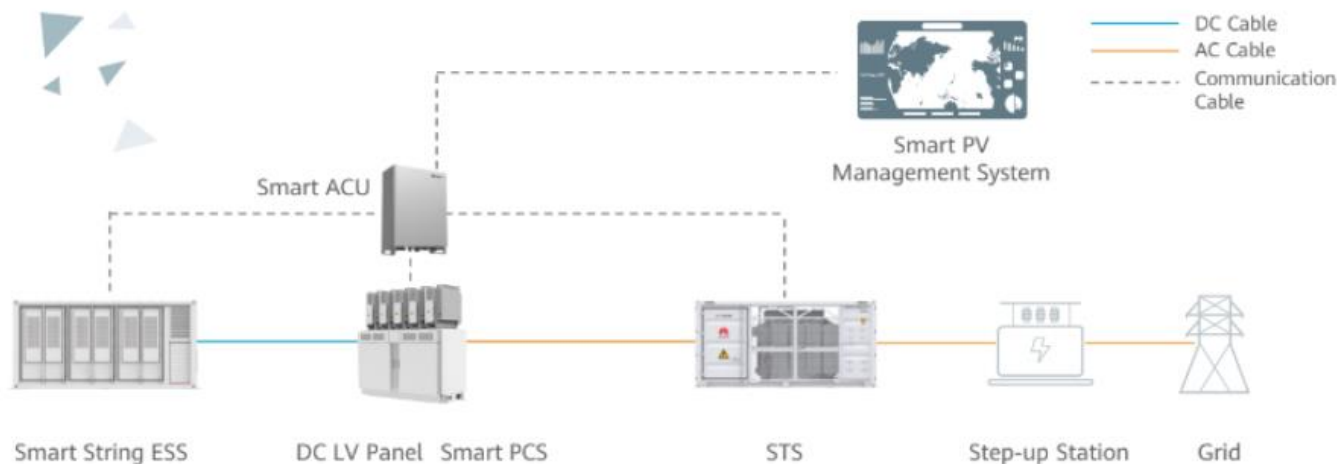 DC Cable
AC Cable
Communication
Cable
Smart PV
Management System
Smart ACU
Smart String ESS
DC LV Panel
Smart PCS
STS
Step-up Station
Grid